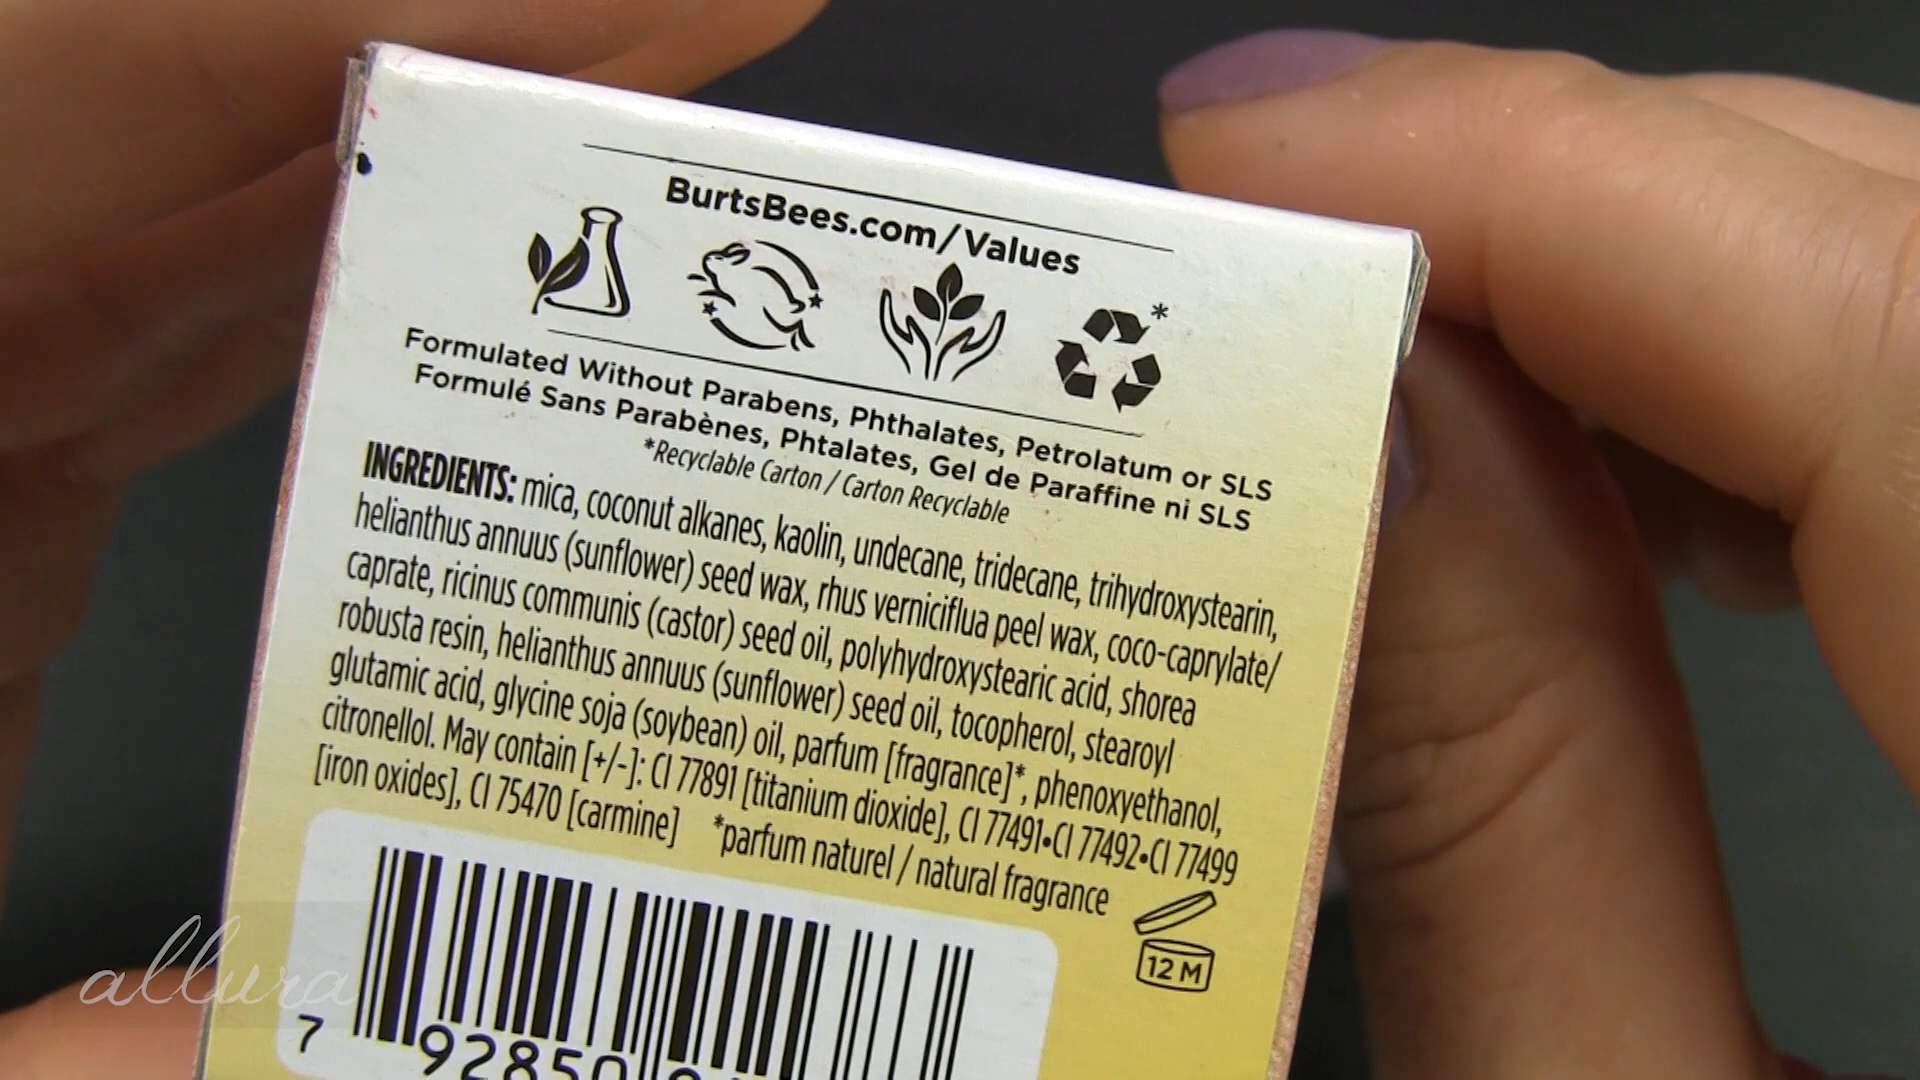 BurtsBees.com/Values
*
Formulated Without Parabens, Phthalates, Petrolatum or SLS
Formulé Sans Parabènes, Phtalates, Gel de Paraffine ni SLS
*Recyclable Carton / Carton Recyclable
INGREDIENTS: mica, coconut alkanes, kaolin, undecane, tridecane, trihydroxystearin,
helianthus annuus (sunflower) seed wax, rhus verniciflua peel wax, coco-caprylate/
caprate, ricinus communis (castor) seed oil, polyhydroxystearic acid, shorea
robusta resin, helianthus annuus (sunflower) seed oil, tocopherol, stearoyl
glutamic acid, glycine soja (soybean) oil, parfum [fragrance]*, phenoxyethanol,
citronellol. May contain [+/-]: CI 77891 [titanium dioxide], CI 77491•CI 77492•CI 77499
[iron oxides], CI 75470 [carmine] *parfum naturel / natural fragrance
12 M
7 92850
allura